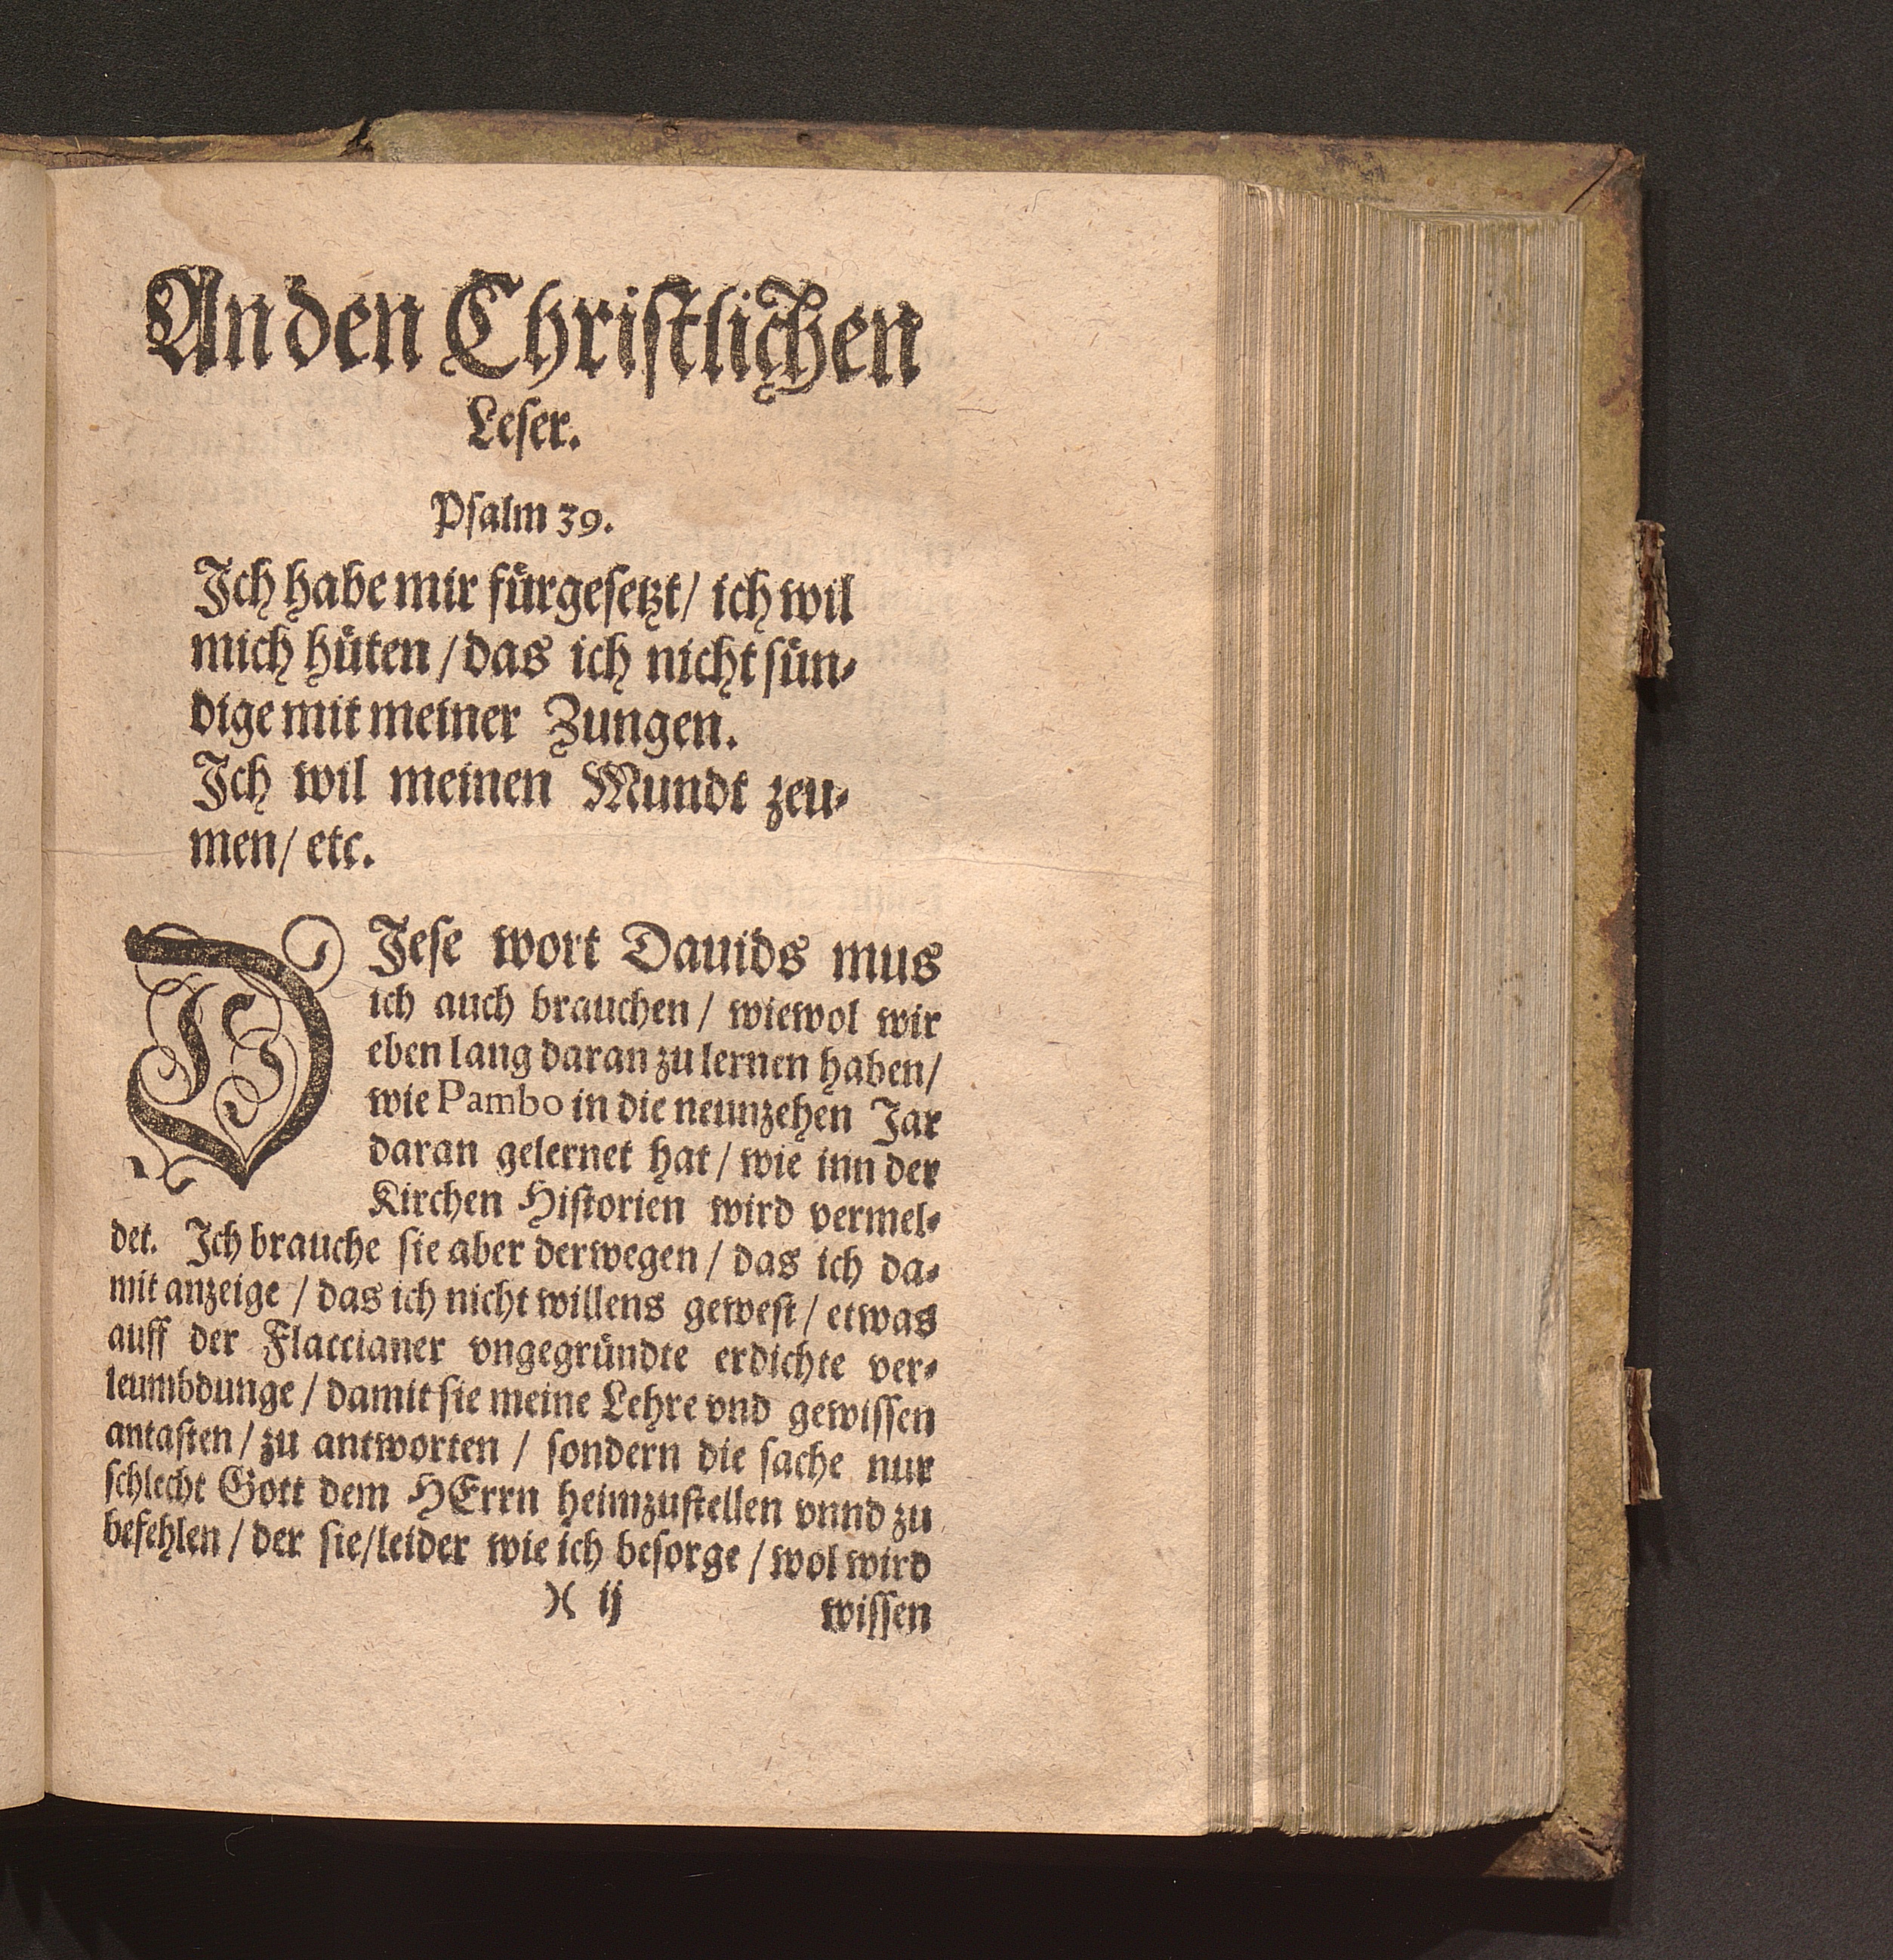 An den Christlichen
Leser.
Psalm 39.
Ich habe mir fürgesetzt/ ich wil
mich hüten / das ich nicht sün-
dige mit meiner Zungen.
Ich wil meinen Mundt zeu-
men/ etc.
DIese wort Dauids mus
ich auch brauchen / wiewol wir
eben lang daran zu lernen haben/
wie Pambo in die neunzehen Jar
daran gelernet hat / wie inn der
Kirchen Historien wird vermel-
det. Ich brauche sie aber derwegen / das ich da-
mit anzeige / das ich nicht willens gewest / etwas
auff der Flaccianer vngegründte erdichte ver-
leumbdunge / damit sie meine Lehre vnd gewissen
antasten / zu antworten / sondern die sache nur
schlecht Gott dem HErrn heimzustellen vnnd zu
befehlen / der sie/leider wie ich besorge / wol wird
)( ij wissen